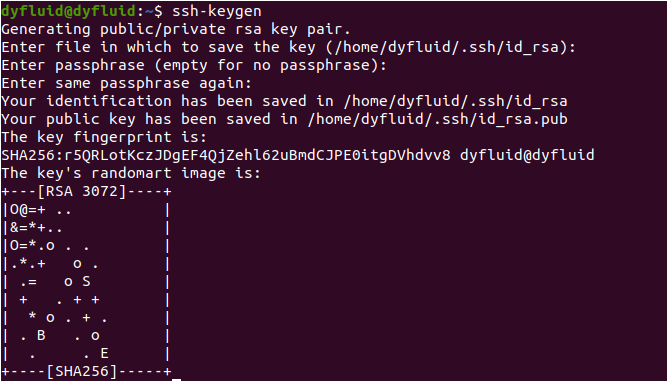 dyfluid@dyfluid:~$ ssh-keygen
Generating public/private rsa key pair.
Enter file in which to save the key (/home/dyfluid/.ssh/id_rsa):
Enter passphrase (empty for no passphrase):
Enter same passphrase again:
Your identification has been saved in /home/dyfluid/.ssh/id_rsa
Your public key has been saved in /home/dyfluid/.ssh/id_rsa.pub
The key fingerprint is:
SHA256:r5QRLotKczJDgEF4QjZehl62uBmdCJPE0itgDVhdvv8 dyfluid@dyfluid
The key's randomart image is:
+---[RSA 3072]----+
|O@=+ ..          |
|&=*+..           |
|O=*.o . .        |
|.*.+   o .       |
| .=   o S        |
| +   . + +       |
|  * o . + .      |
| . B   . o       |
|  .     . E      |
+----[SHA256]-----+